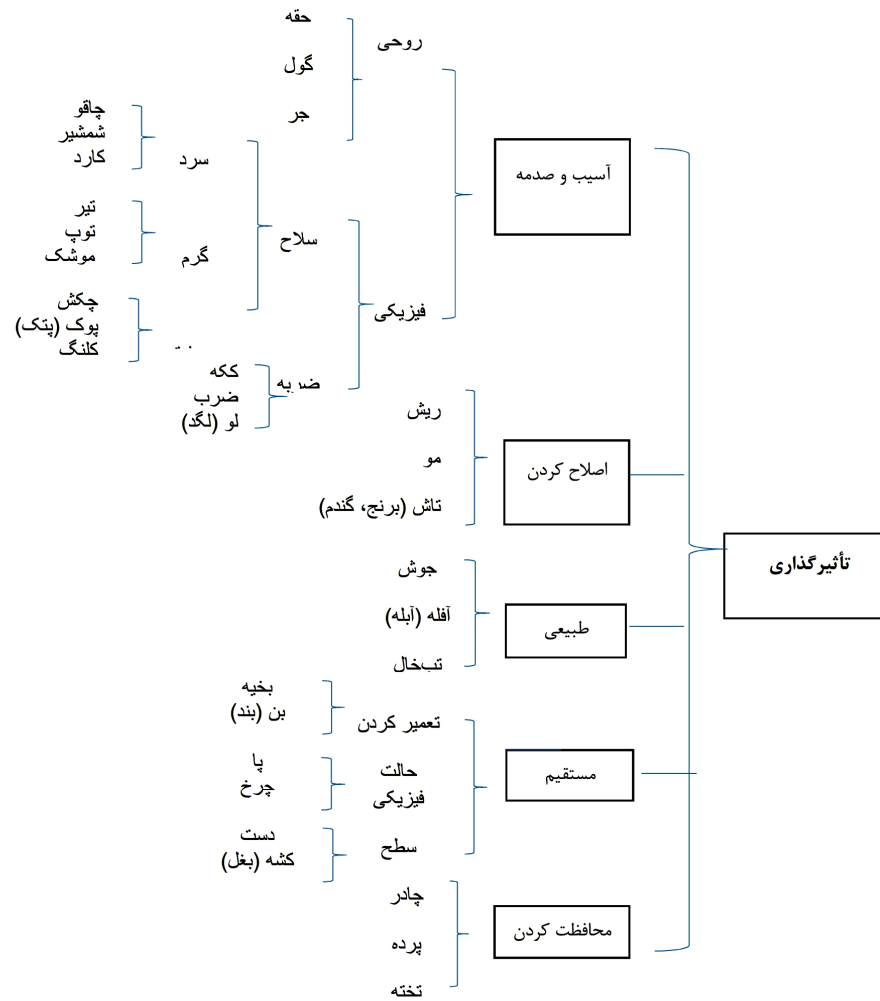 تأثیرگذاری
آسیب و صدمه
روحی
حقه
گول
جر
فیزیکی
سلاح
سرد
چاقو
شمشیر
کارد
گرم
تیر
توپ
موشک
چکش
پوک (پتک)
کلنگ
ضربه
ککه
ضرب
لو (لگد)
اصلاح کردن
ریش
مو
تاش (برنج، گندم)
طبیعی
جوش
آفله (آبله)
تب‌خال
مستقیم
تعمیر کردن
بخیه
بن (بند)
حالت
فیزیکی
پا
چرخ
سطح
دست
کشه (بغل)
محافظت کردن
چادر
پرده
تخته